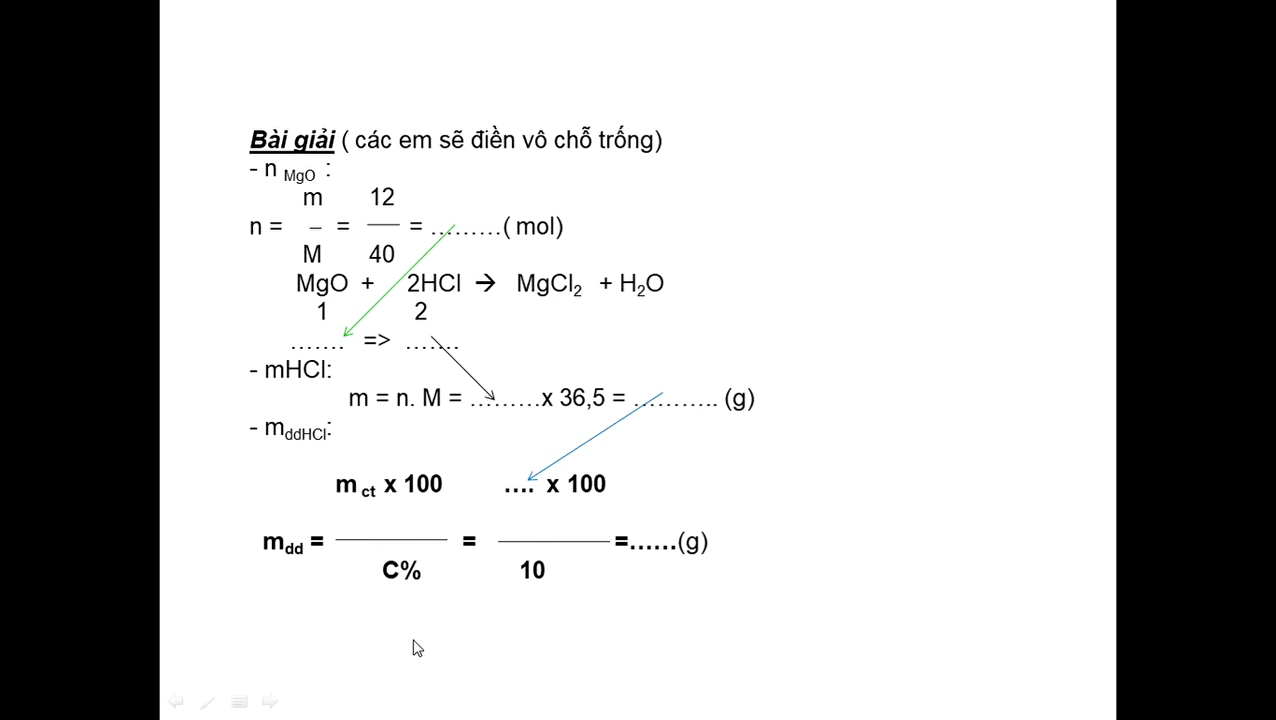 Bài giải ( các em sẽ điền vô chỗ trống)
- n MgO :
m 12
n = – = —— = ………( mol)
M 40
MgO + 2HCl → MgCl₂ + H₂O
1 2
……. => …….
- mHCl:
m = n. M = ………x 36,5 = ……….. (g)
- mddHCl:
m ct x 100 …. x 100
mdd = ———— = ———— =……(g)
C% 10